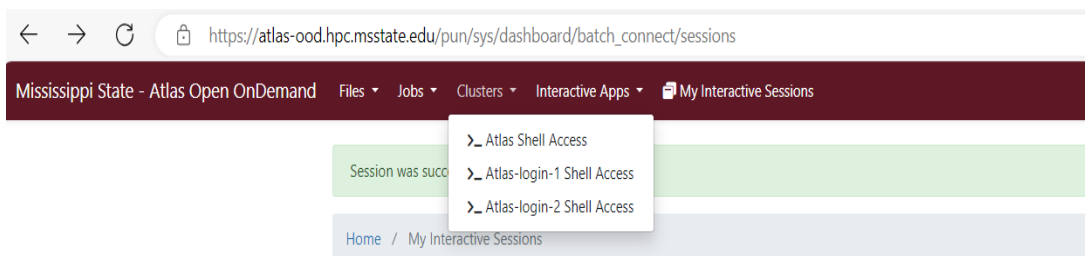 https://atlas-ood.hpc.msstate.edu/pun/sys/dashboard/batch_connect/sessions
Mississippi State - Atlas Open OnDemand Files Jobs Clusters Interactive Apps My Interactive Sessions
>_ Atlas Shell Access
Session was succ
>_ Atlas-login-1 Shell Access
>_ Atlas-login-2 Shell Access
Home / My Interactive Sessions